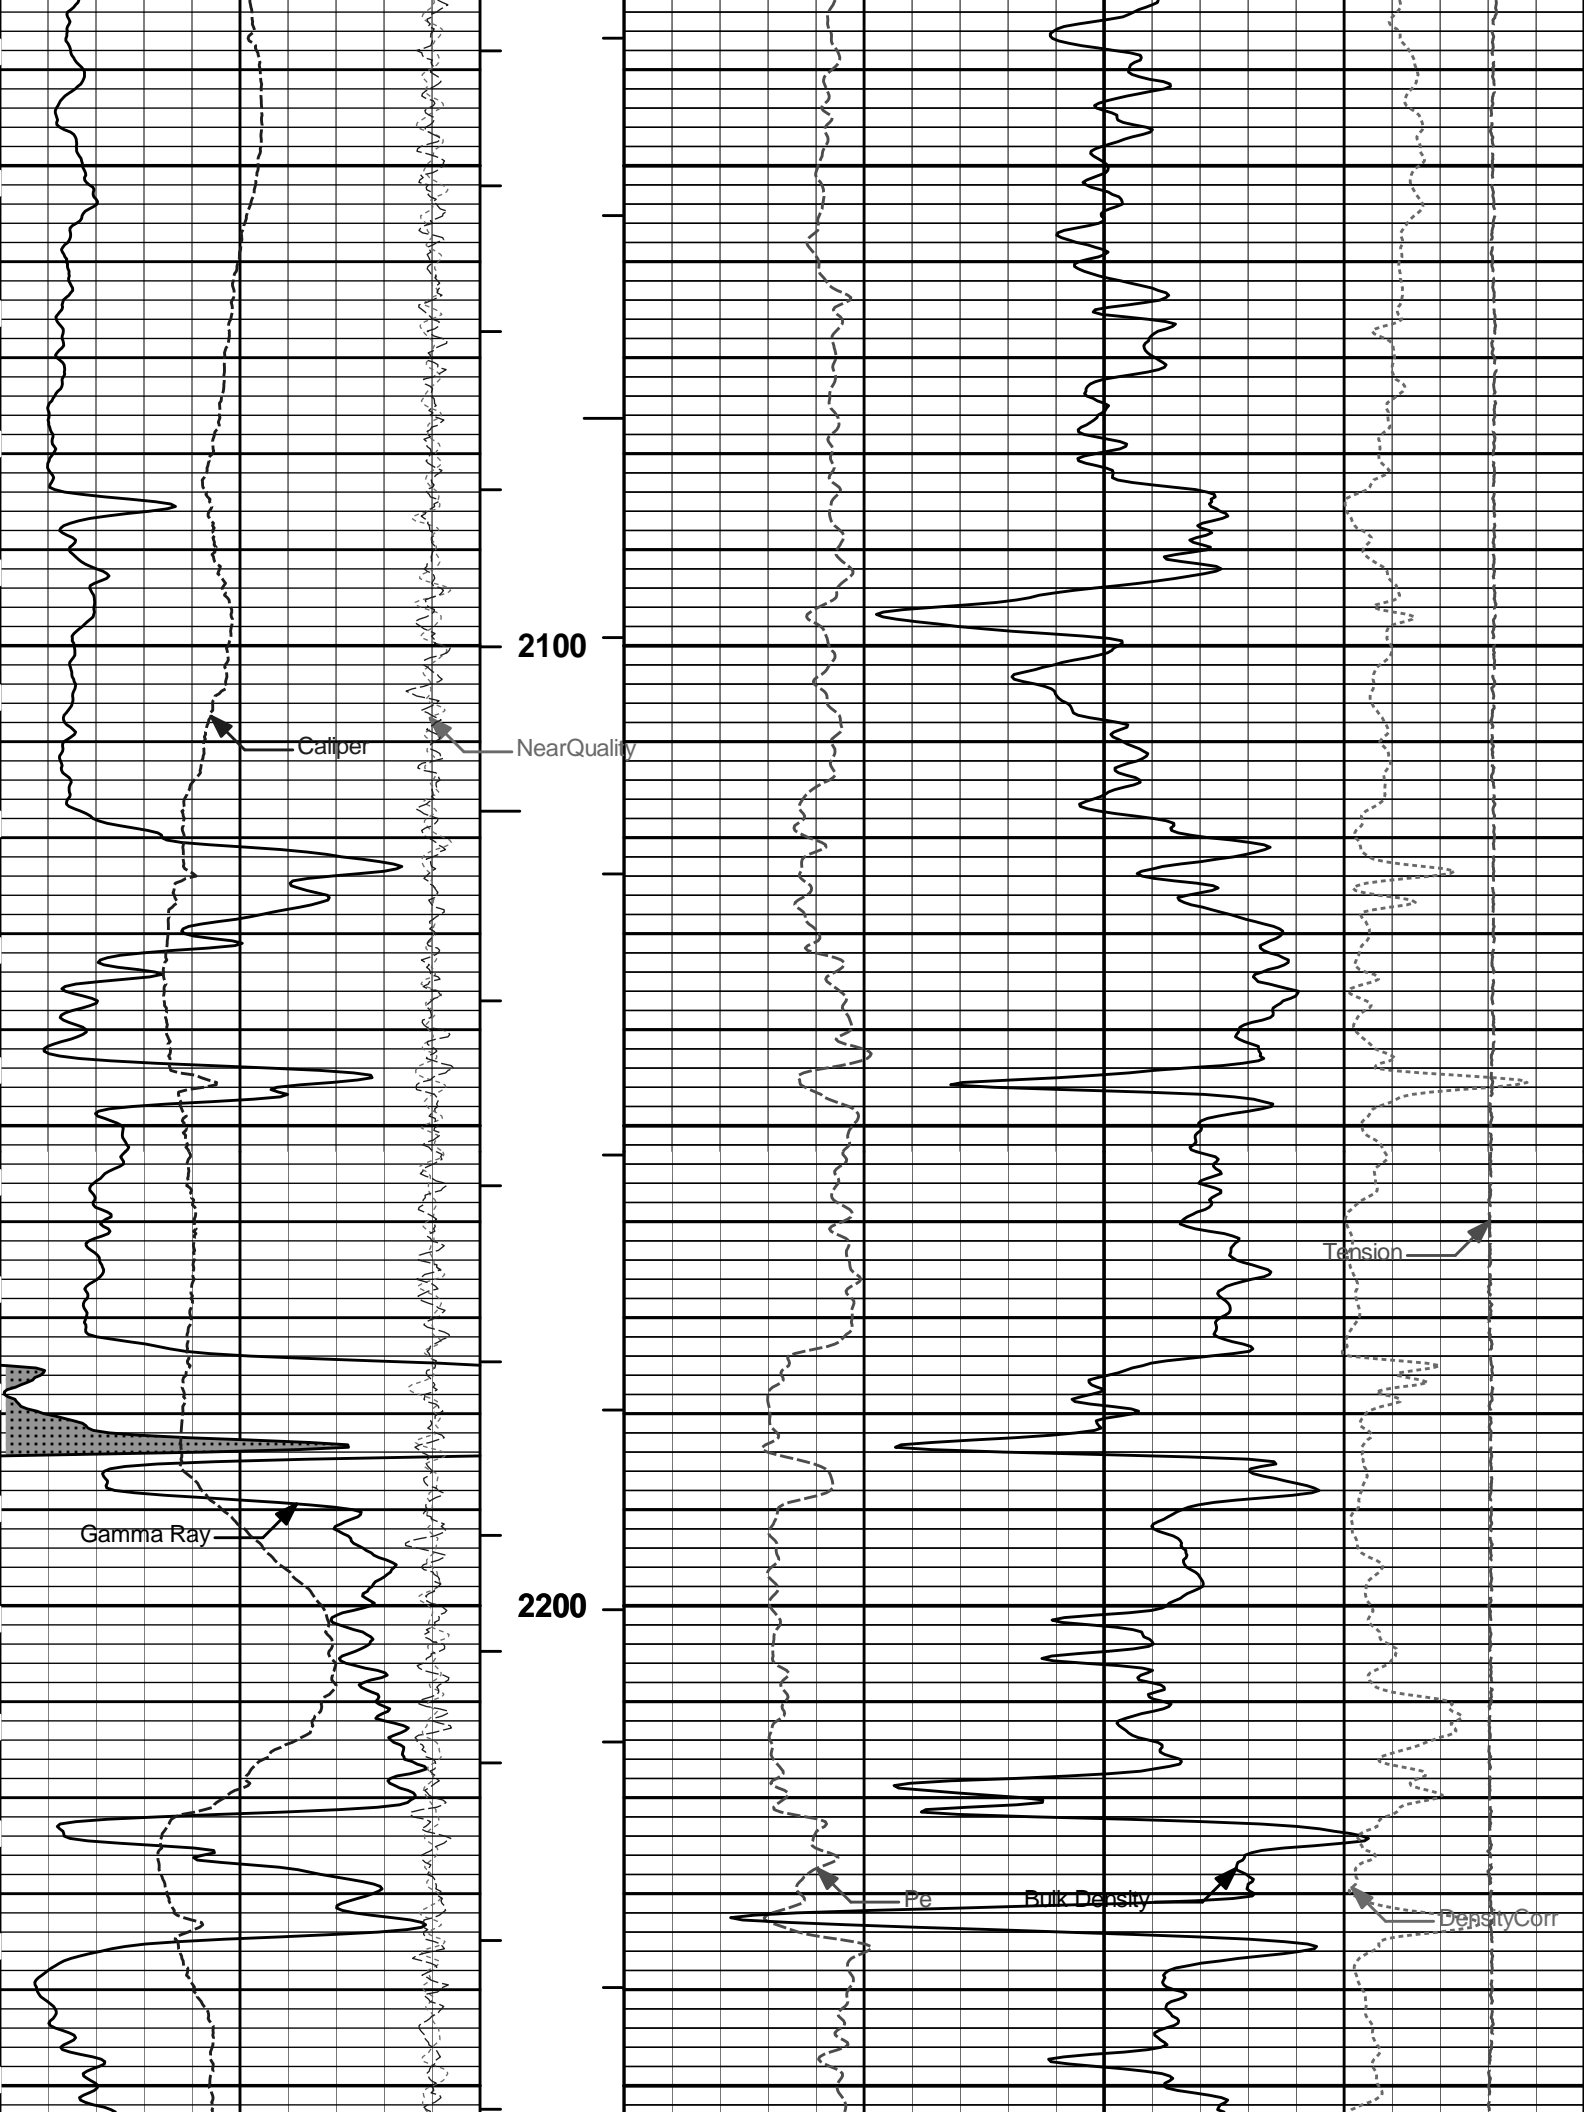 2100
Caliper
NearQuality
Tension
Gamma Ray
2200
Pe
Bulk Density
DensityCorr